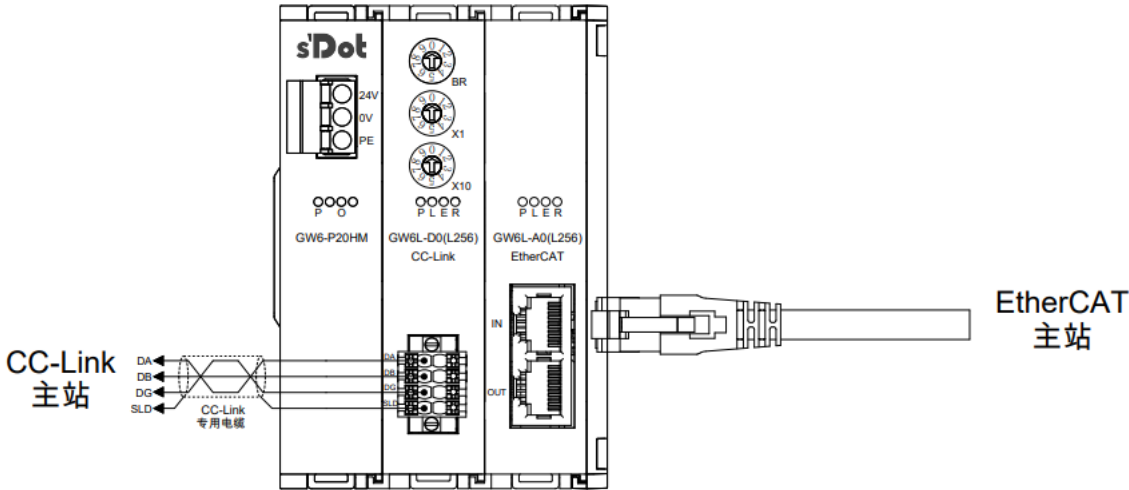 s'Dot
24V
0V
PE
P O
GW6-P20HM
BR
X1
X10
P L E R
GW6L-D0(L256)
CC-Link
P L E R
GW6L-A0(L256)
EtherCAT
IN
OUT
DA
DB
DG
SLD
CC-Link
主站
DA
DB
DG
SLD
CC-Link
专用电缆
EtherCAT
主站